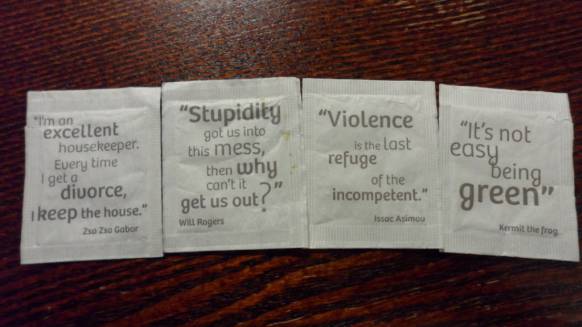 "I'm an
excellent
housekeeper.
Every time
I get a
divorce,
I keep the house."
Zsa Zsa Gabor
"Stupidity
got us into
this mess,
then why
can't it
get us out?"
Will Rogers
"Violence
is the last
refuge
of the
incompetent."
Issac Asimov
"It's not
easy
being
green"
Kermit the frog